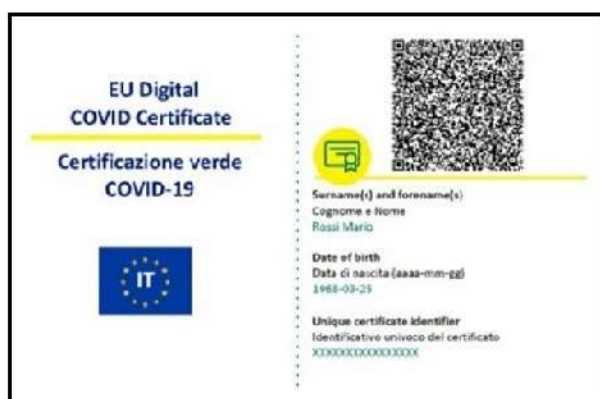 EU Digital
COVID Certificate
Certificazione verde
COVID-19
IT
Surname(s) and forename(s)
Cognome e Nome
Rossi Mario
Date of birth
Data di nascita (aaaa-mm-gg)
1968-03-25
Unique certificate identifier
Identificativo univoco del certificato
XXXXXXXXXXXXXXXX